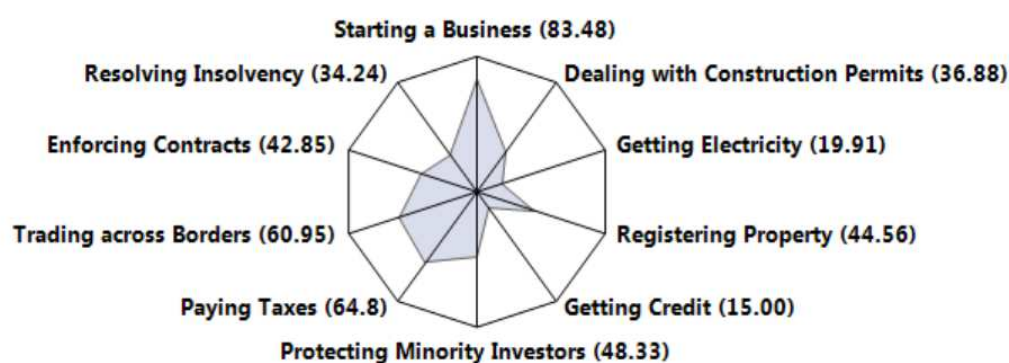 Starting a Business (83.48)
Resolving Insolvency (34.24)
Dealing with Construction Permits (36.88)
Enforcing Contracts (42.85)
Getting Electricity (19.91)
Trading across Borders (60.95)
Registering Property (44.56)
Paying Taxes (64.8)
Getting Credit (15.00)
Protecting Minority Investors (48.33)